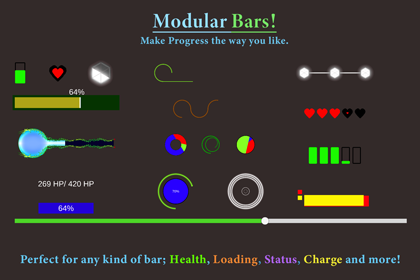 Modular Bars!
Make Progress the way you like.
64%
269 HP/ 420 HP
70%
64%
Perfect for any kind of bar; Health, Loading, Status, Charge and more!